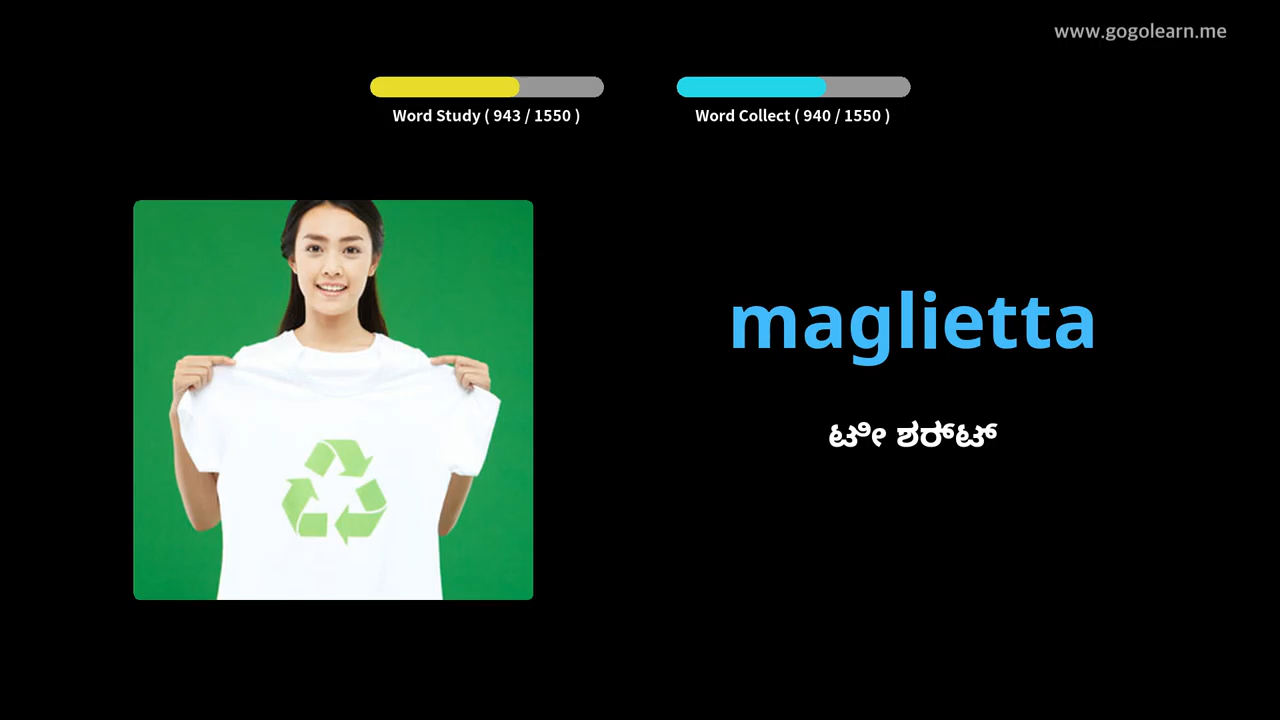 www.gogolearn.me
Word Study ( 943 / 1550 )
Word Collect ( 940 / 1550 )
maglietta
ಟೀ ಶರ್ಟ್